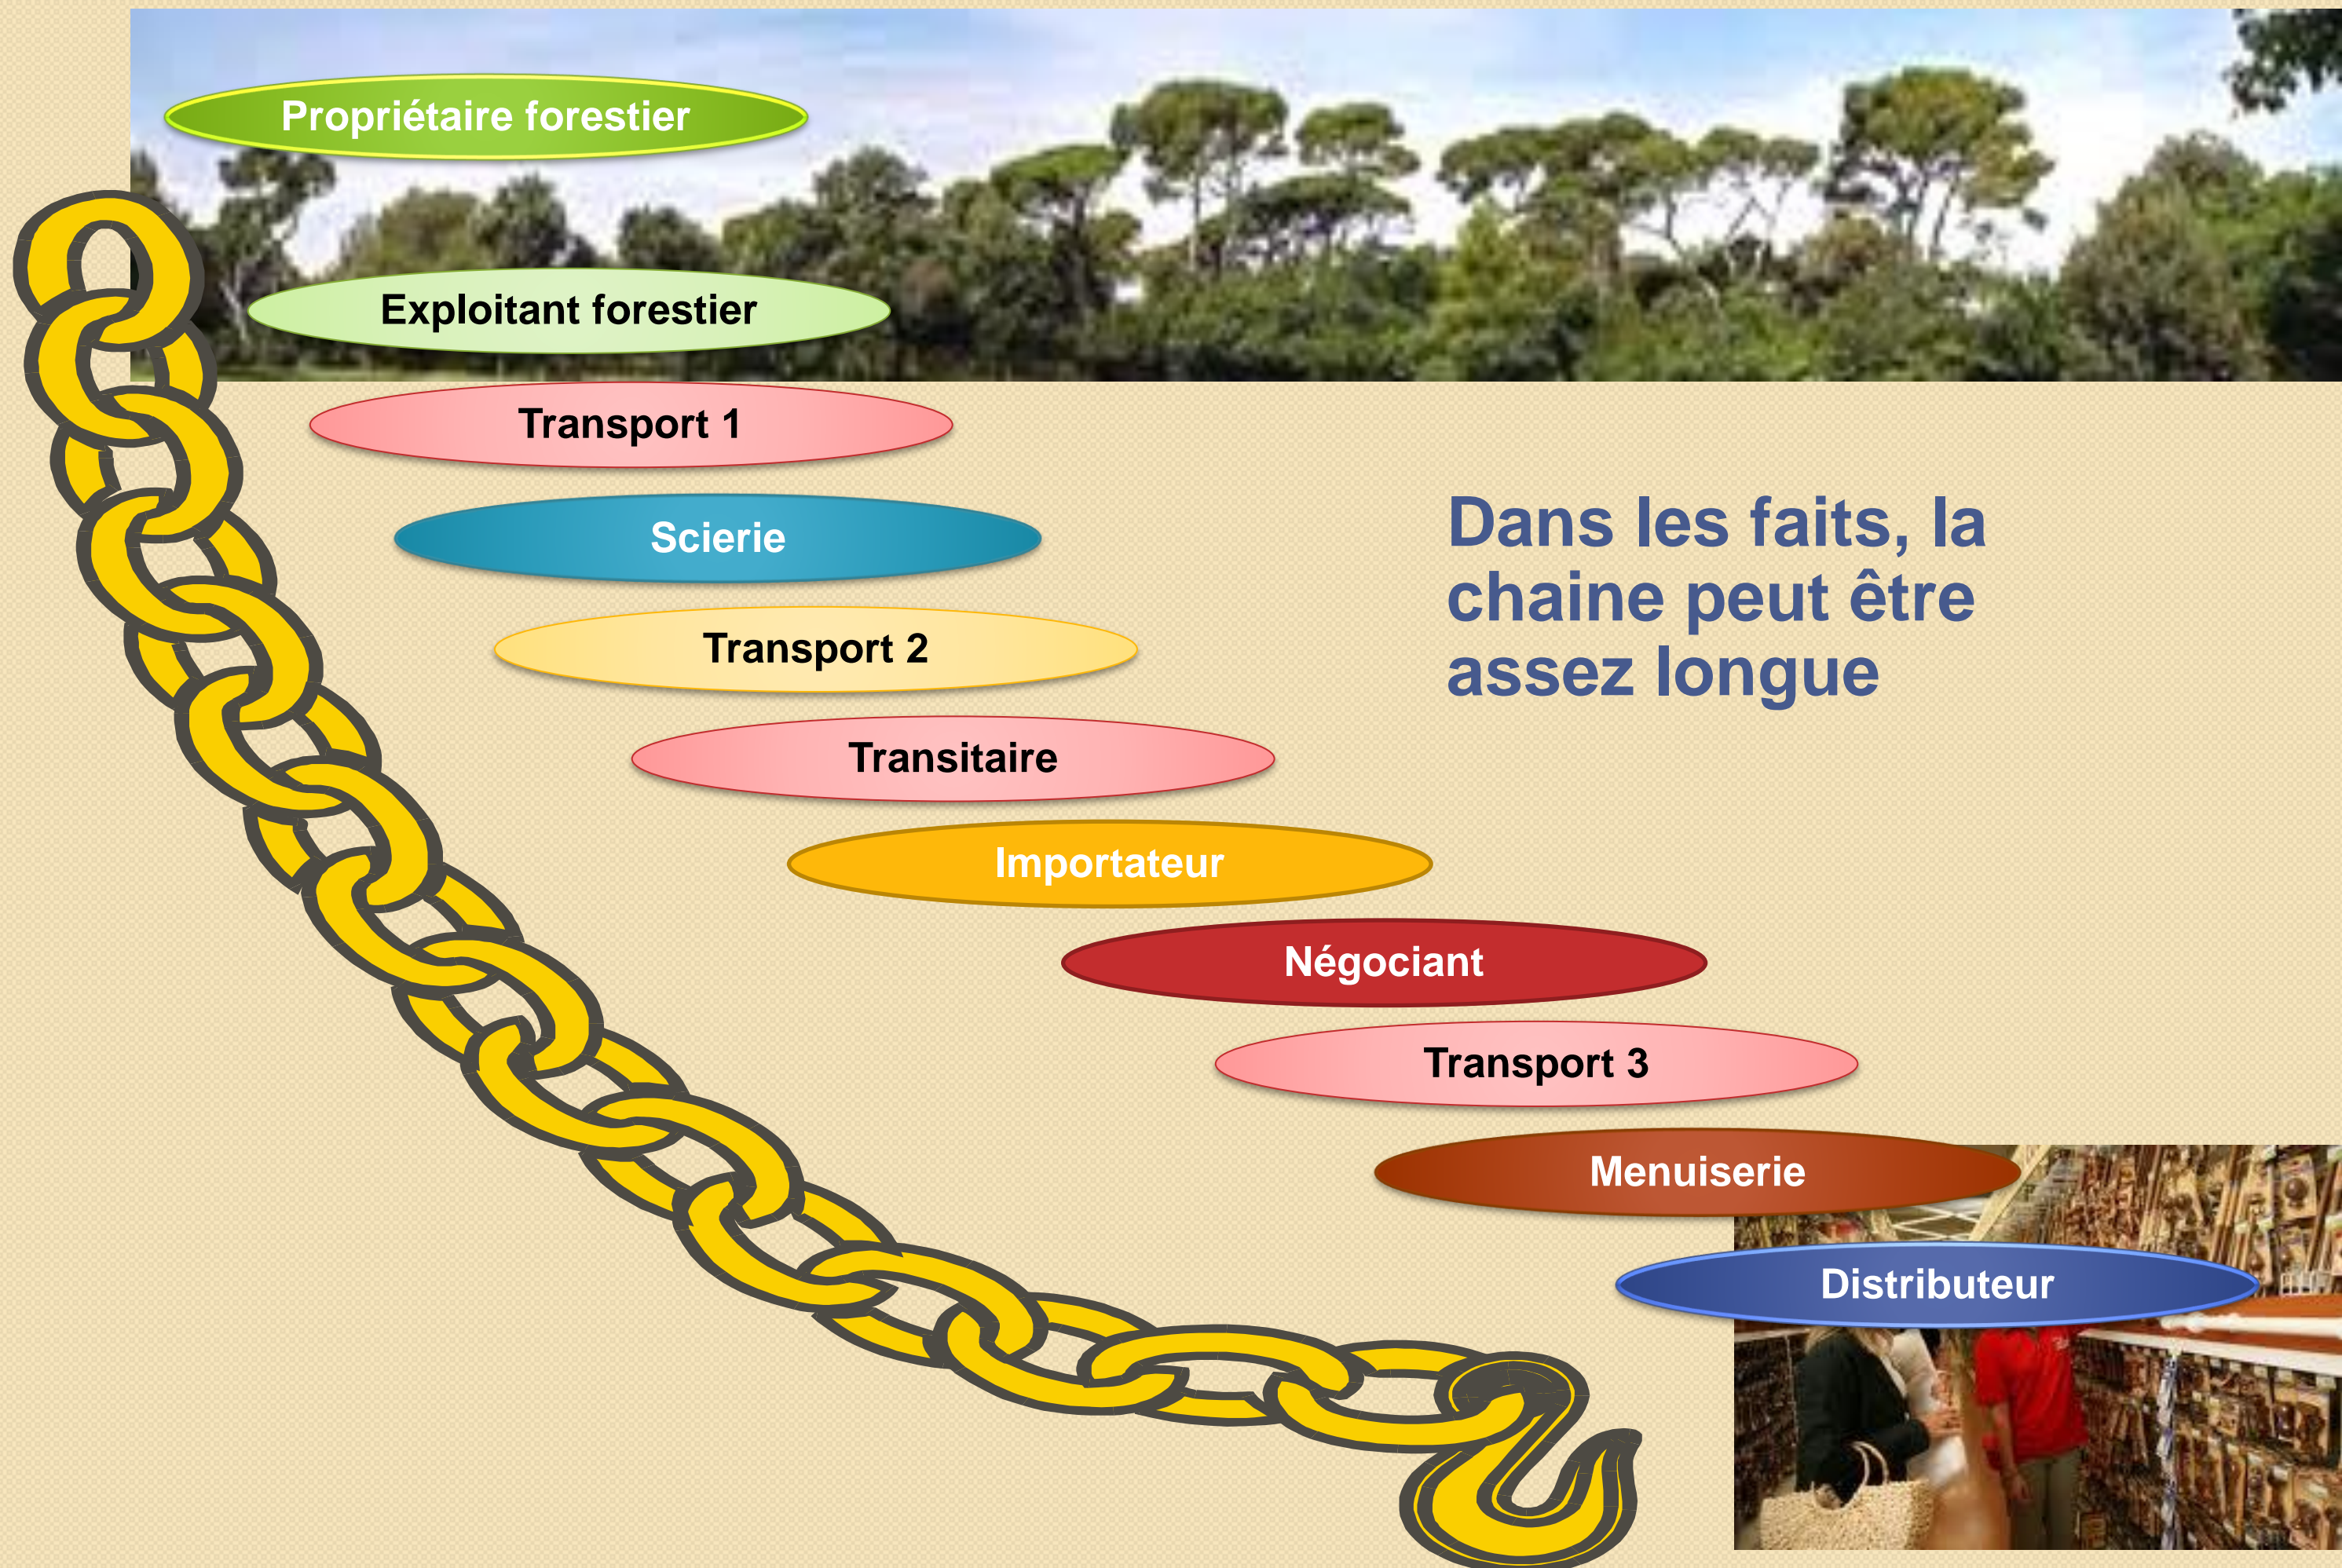 Propriétaire forestier
Exploitant forestier
Transport 1
Scierie
Transport 2
Transitaire
Importateur
Négociant
Transport 3
Menuiserie
Distributeur
Dans les faits, la
chaine peut être
assez longue